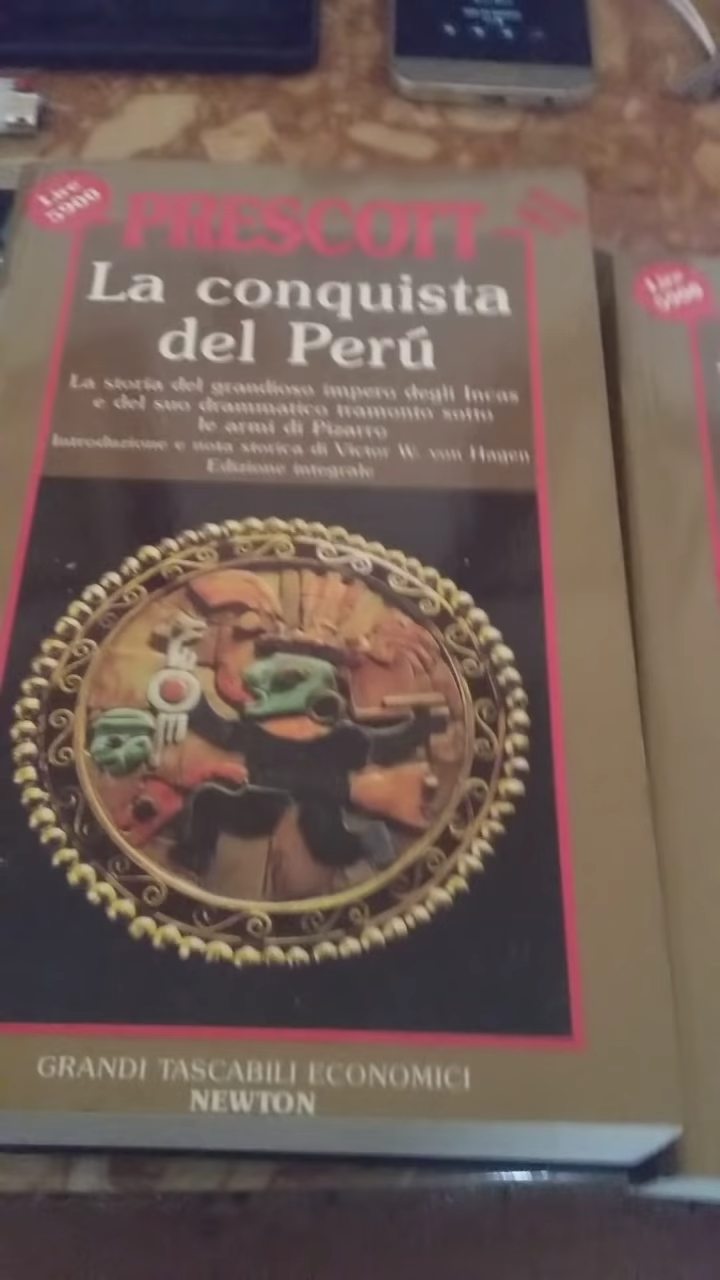 Lire
5900
PRESCOTT
La conquista
del Perú
La storia del grandioso impero degli Incas
e del suo drammatico tramonto sotto
le armi di Pizarro
Introduzione e nota storica di Victor W. von Hagen
Edizione integrale
GRANDI TASCABILI ECONOMICI
NEWTON
Lire